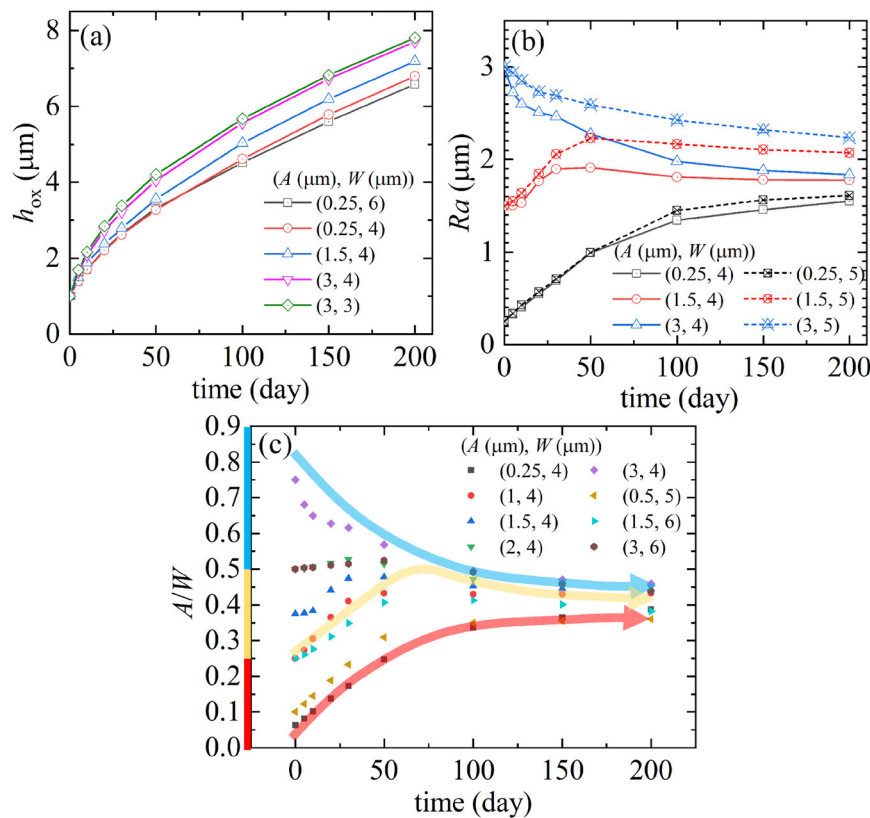 (a)
8
6
4
2
0
h_ox (μm)
(A (μm), W (μm))
(0.25, 6)
(0.25, 4)
(1.5, 4)
(3, 4)
(3, 3)
0 50 100 150 200
time (day)
(b)
3
2
1
0
Ra (μm)
(A (μm), W (μm))
(0.25, 4) (0.25, 5)
(1.5, 4) (1.5, 5)
(3, 4) (3, 5)
0 25 50 75 100 125 150 175 200
time (day)
(c)
0.9
0.8
0.7
0.6
0.5
0.4
0.3
0.2
0.1
0.0
A/W
(A (μm), W (μm))
(0.25, 4) (3, 4)
(1, 4) (0.5, 5)
(1.5, 4) (1.5, 6)
(2, 4) (3, 6)
0 50 100 150 200
time (day)